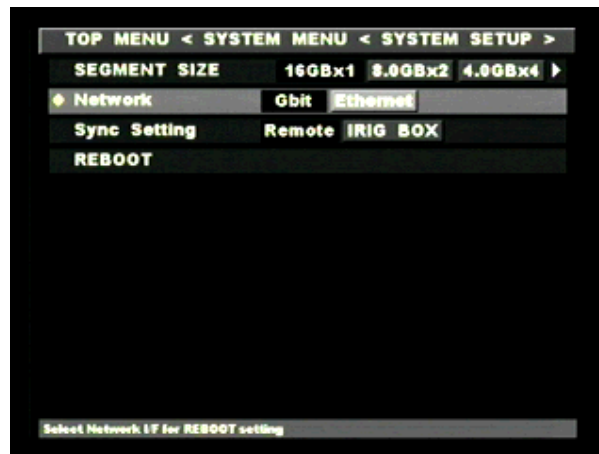 TOP MENU < SYSTEM MENU < SYSTEM SETUP >
SEGMENT SIZE 16GBx1 8.0GBx2 4.0GBx4
Network Gbit Ethernet
Sync Setting Remote IRIG BOX
REBOOT
Select Network I/F for REBOOT setting